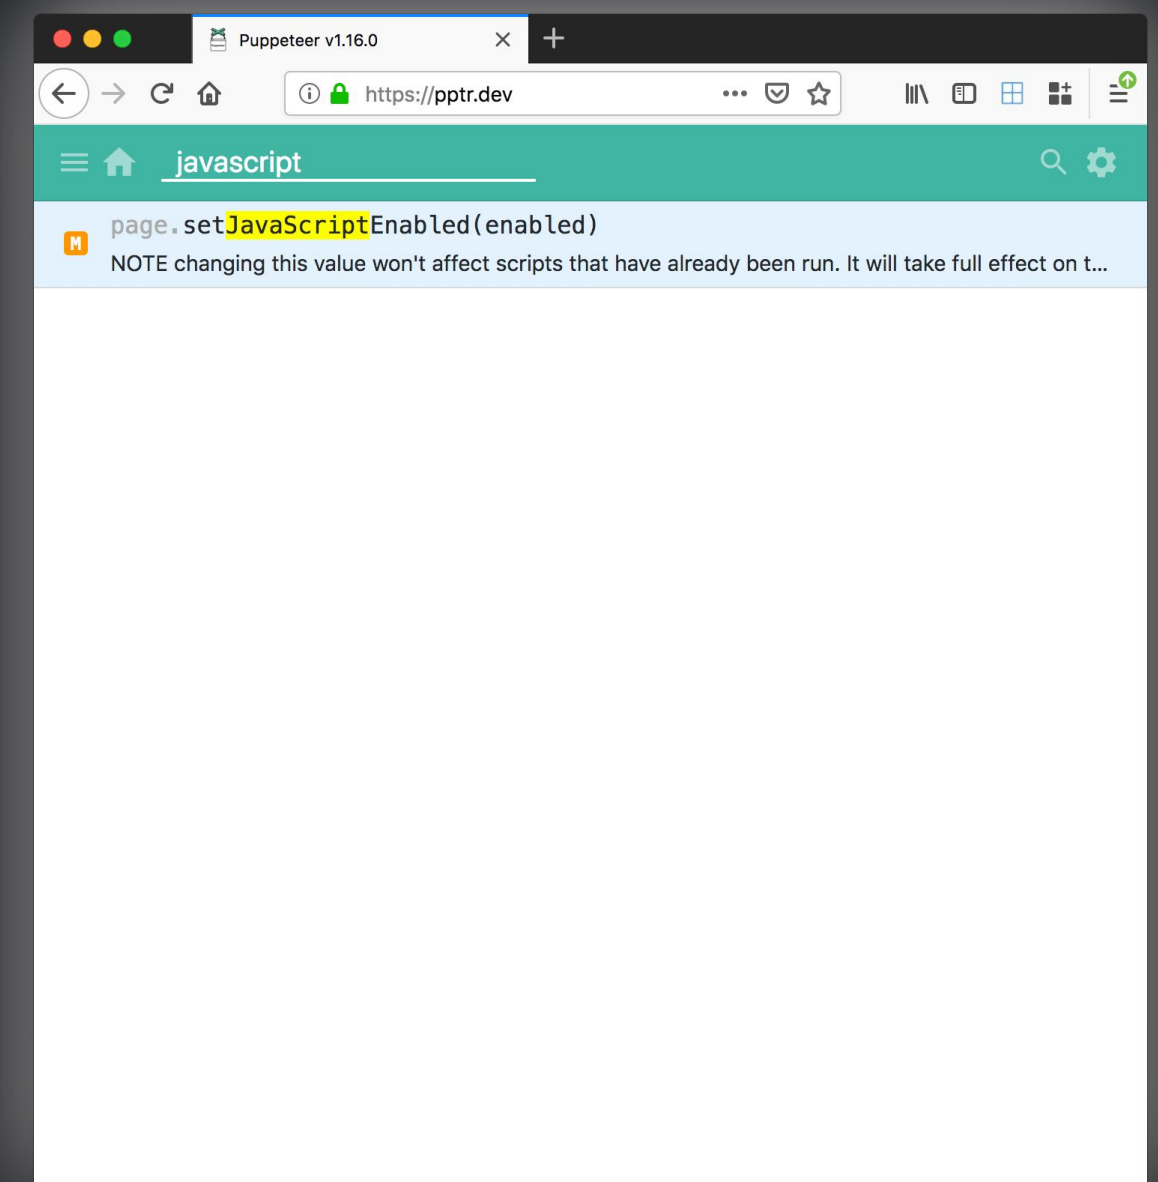 Puppeteer v1.16.0
https://pptr.dev
javascript
M
page.setJavaScriptEnabled(enabled)
NOTE changing this value won't affect scripts that have already been run. It will take full effect on t...